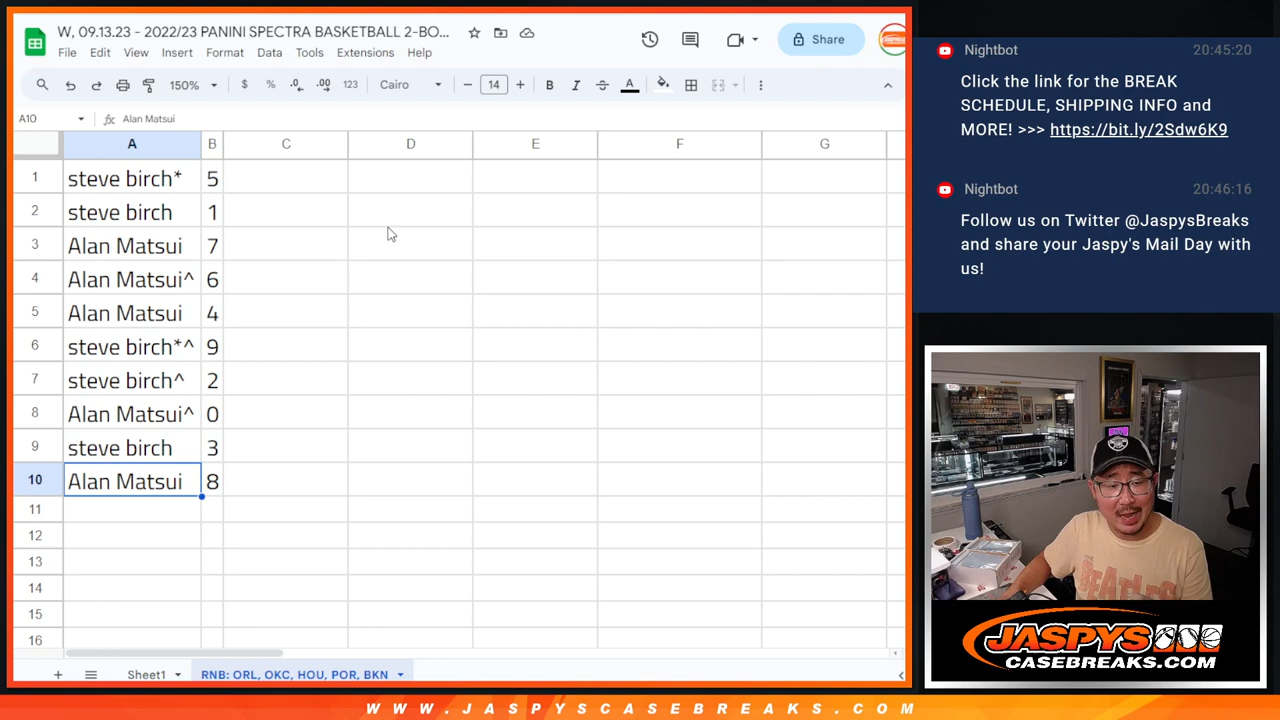 W, 09.13.23 - 2022/23 PANINI SPECTRA BASKETBALL 2-BO...
File Edit View Insert Format Data Tools Extensions Help
Share
150% $ % .0 .00 123 Cairo − 14 + B I S A
A10 fx Alan Matsui
A B C D E F G
1 steve birch* 5
2 steve birch 1
3 Alan Matsui 7
4 Alan Matsui^ 6
5 Alan Matsui 4
6 steve birch*^ 9
7 steve birch^ 2
8 Alan Matsui^ 0
9 steve birch 3
10 Alan Matsui 8
11
12
13
14
15
16
+ Sheet1 RNB: ORL, OKC, HOU, POR, BKN
Nightbot 20:45:20
Click the link for the BREAK
SCHEDULE, SHIPPING INFO and
MORE! >>> https://bit.ly/2Sdw6K9
Nightbot 20:46:16
Follow us on Twitter @JaspysBreaks
and share your Jaspy's Mail Day with
us!
BEATLES
JASPYS
CASEBREAKS.COM
WWW.JASPYSCASEBREAKS.COM